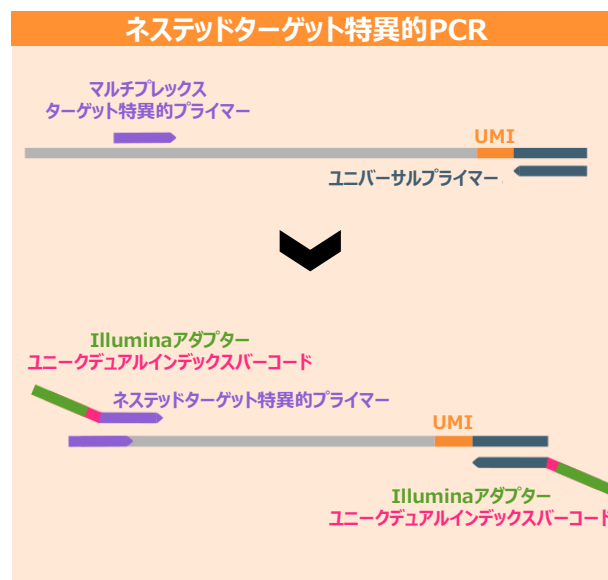 ネステッドターゲット特異的PCR
マルチプレックス
ターゲット特異的プライマー
UMI
ユニバーサルプライマー
Illuminaアダプター
ユニークデュアルインデックスバーコード
ネステッドターゲット特異的プライマー
UMI
Illuminaアダプター
ユニークデュアルインデックスバーコード